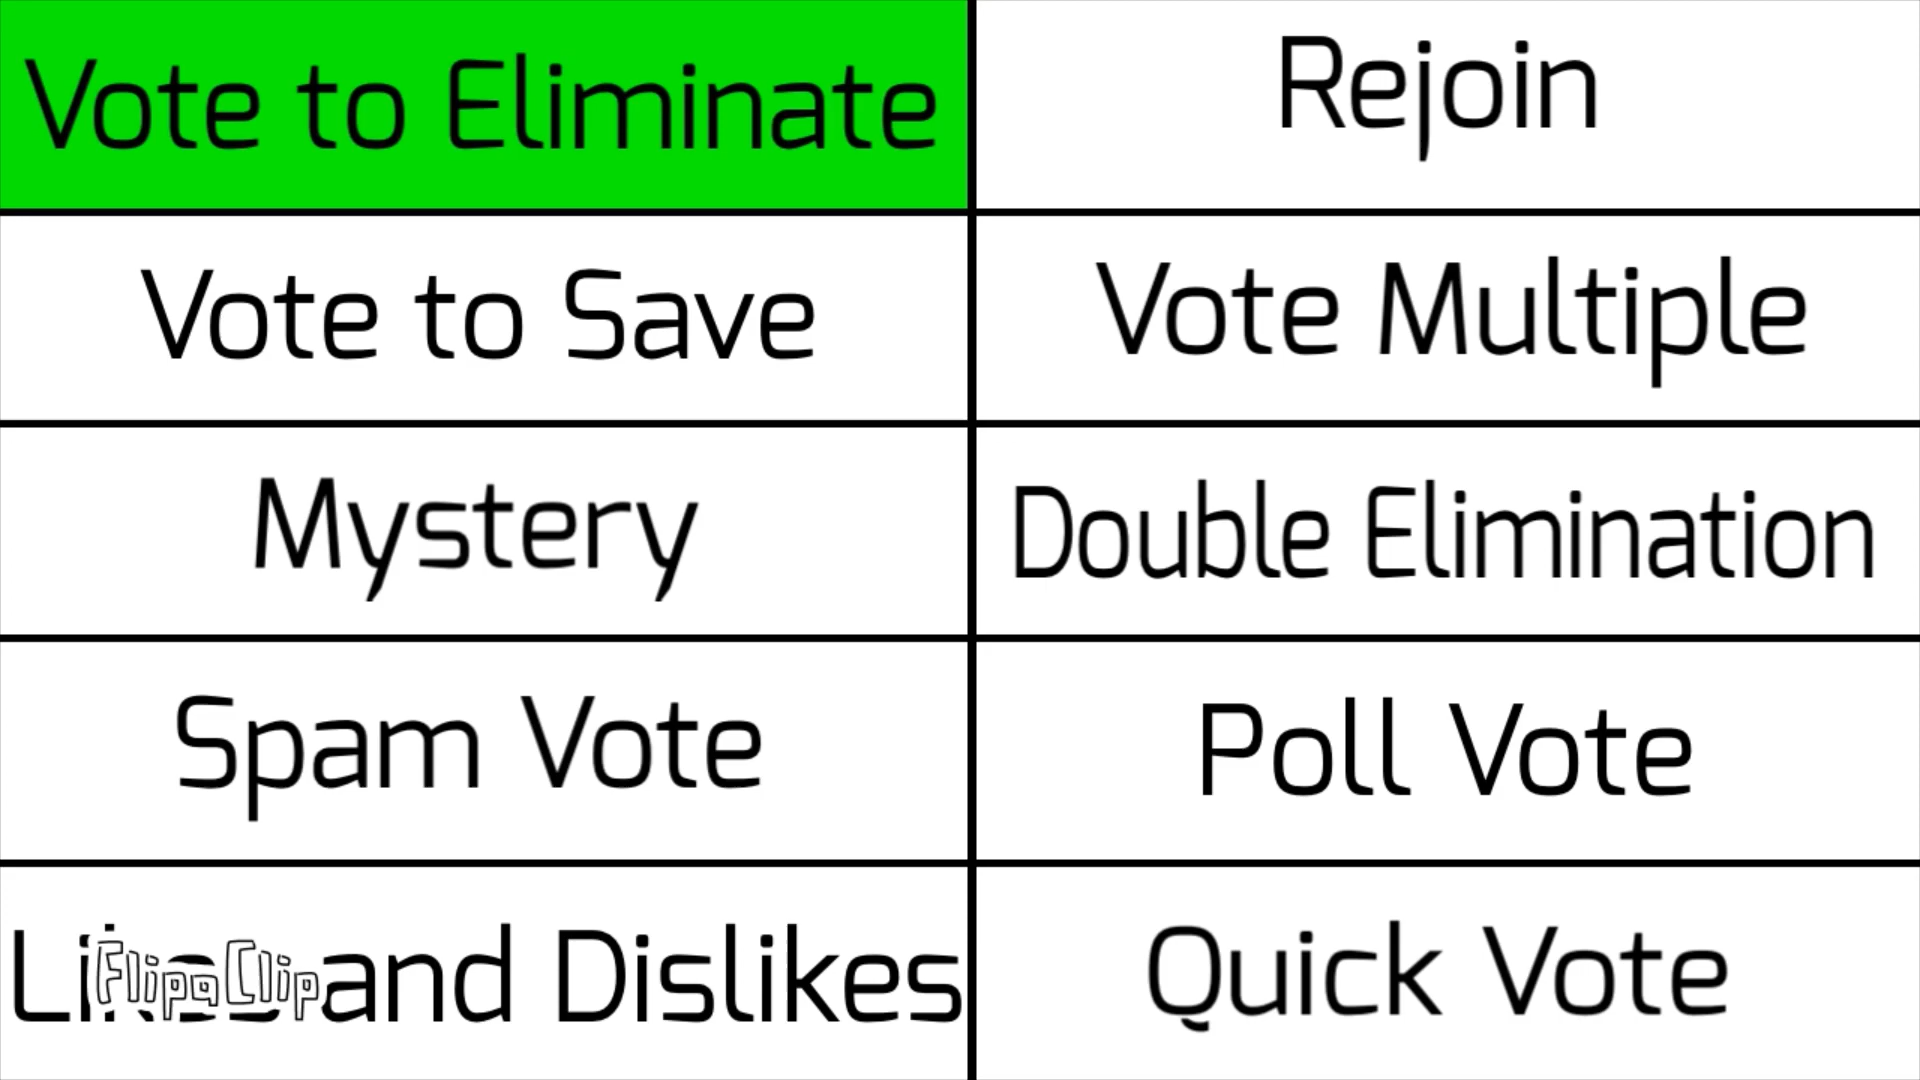 Vote to Eliminate
Rejoin
Vote to Save
Vote Multiple
Mystery
Double Elimination
Spam Vote
Poll Vote
Likes and Dislikes
FlipaClip
Quick Vote